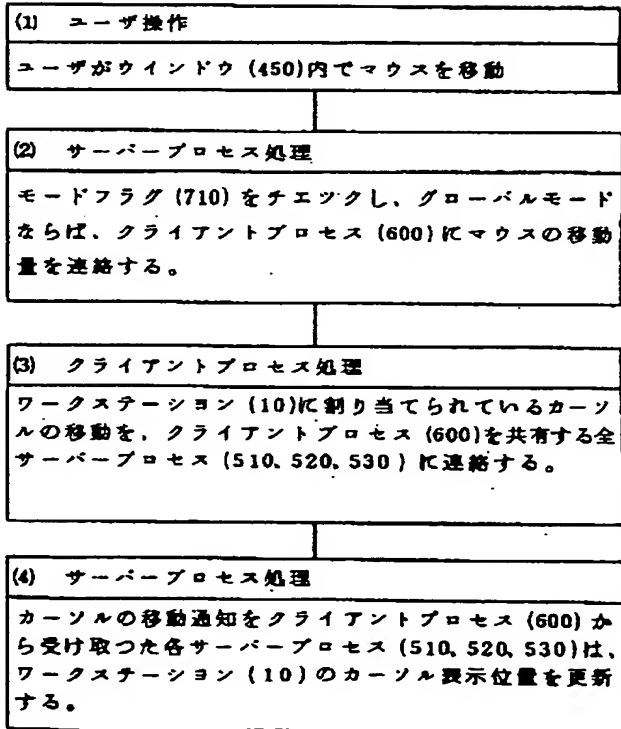 (1) ユーザ操作
ユーザがウインドウ (450)内でマウスを移動
(2) サーバープロセス処理
モードフラグ (710) をチエツクし、グローバルモード
ならば、クライアントプロセス (600)にマウスの移動
量を連絡する。
(3) クライアントプロセス処理
ワークステーション (10)に割り当てられているカーソ
ルの移動を、クライアントプロセス (600)を共有する全
サーバープロセス (510、520、530) に連絡する。
(4) サーバープロセス処理
カーソルの移動通知をクライアントプロセス (600) か
ら受け取つた各サーバープロセス (510、520、530)は、
ワークステーション (10) のカーソル表示位置を更新
する。